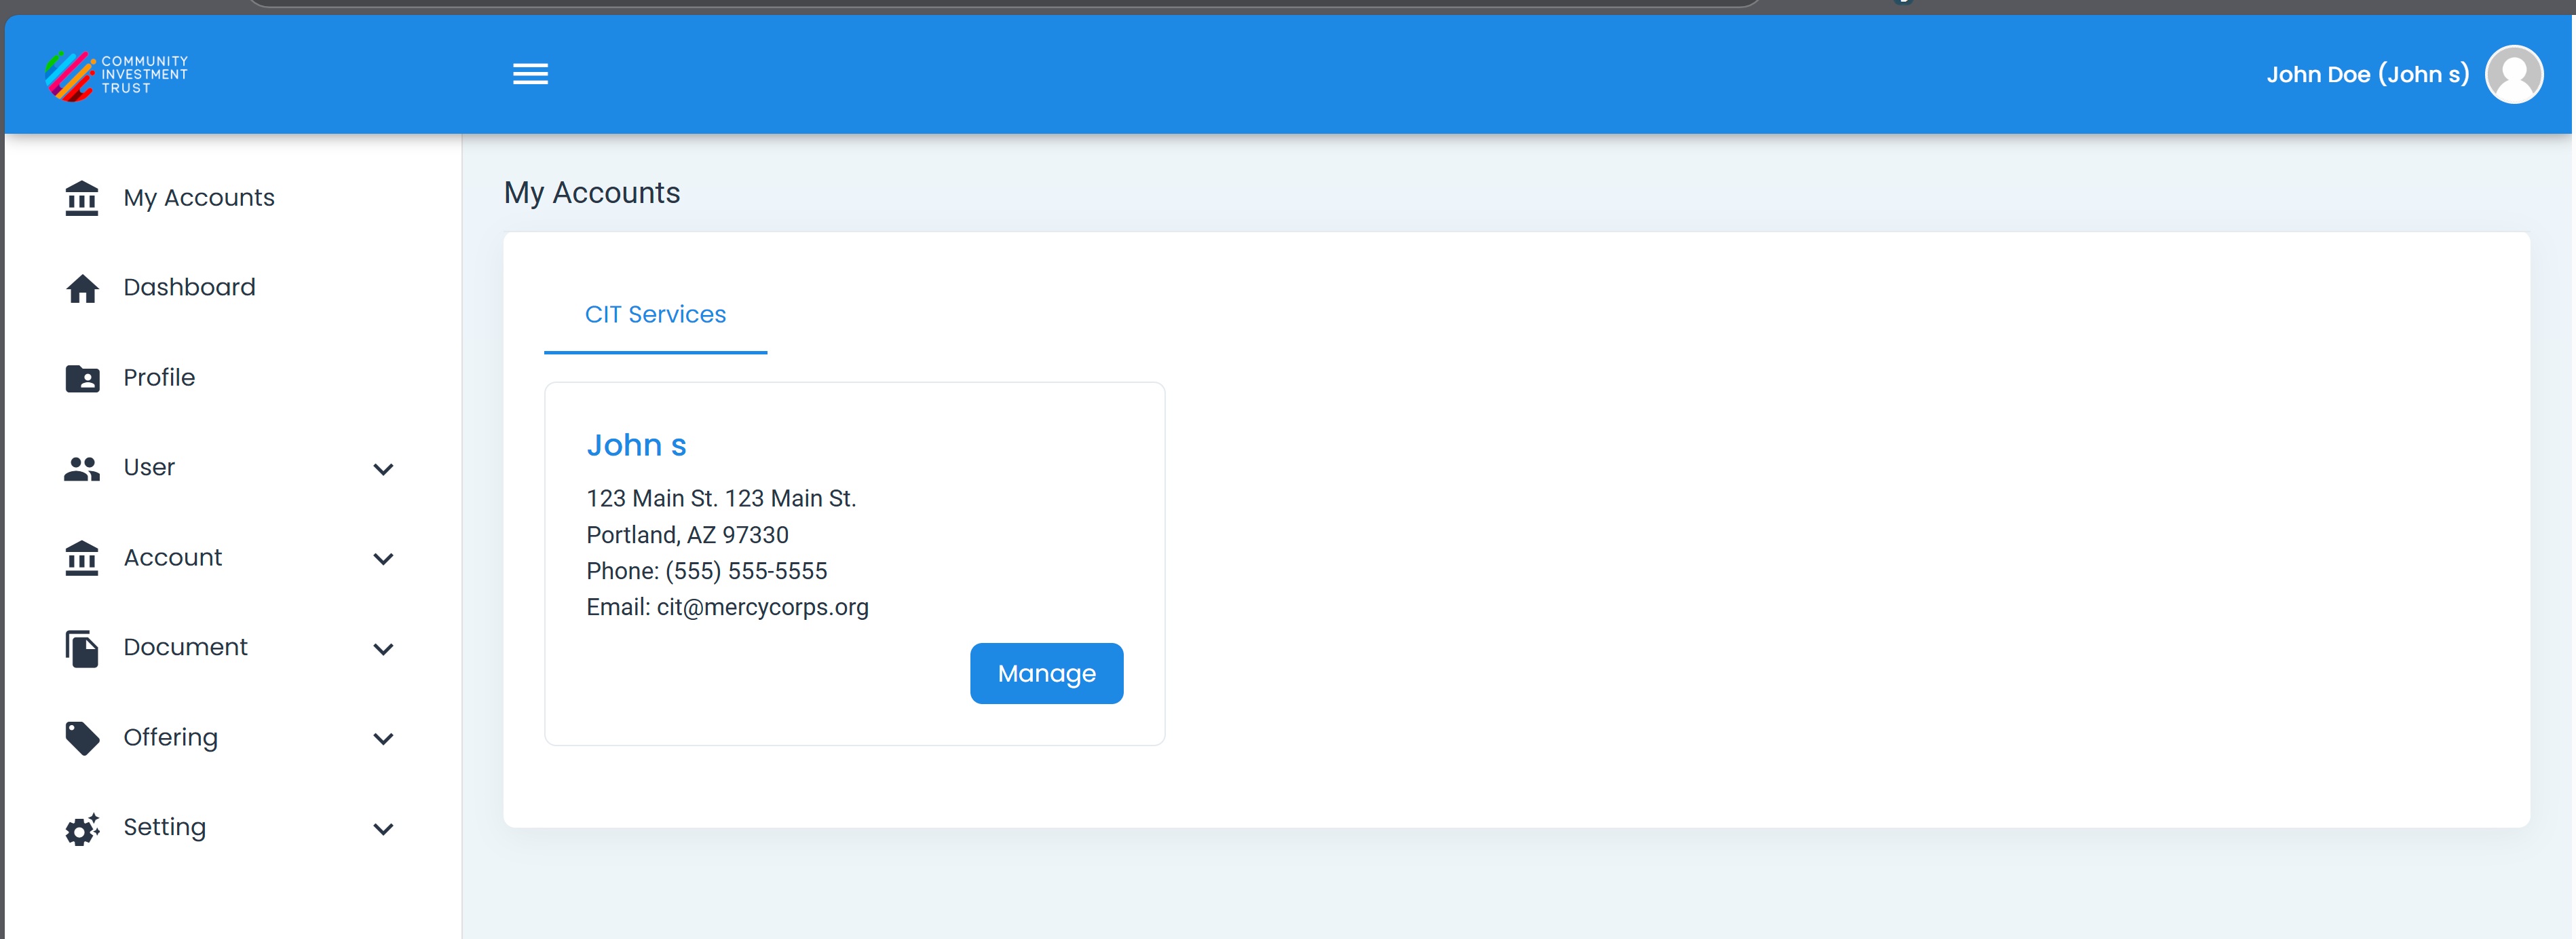 COMMUNITY
INVESTMENT
TRUST
John Doe (John s)
My Accounts
Dashboard
Profile
User
Account
Document
Offering
Setting
My Accounts
CIT Services
John s
123 Main St. 123 Main St.
Portland, AZ 97330
Phone: (555) 555-5555
Email: cit@mercycorps.org
Manage